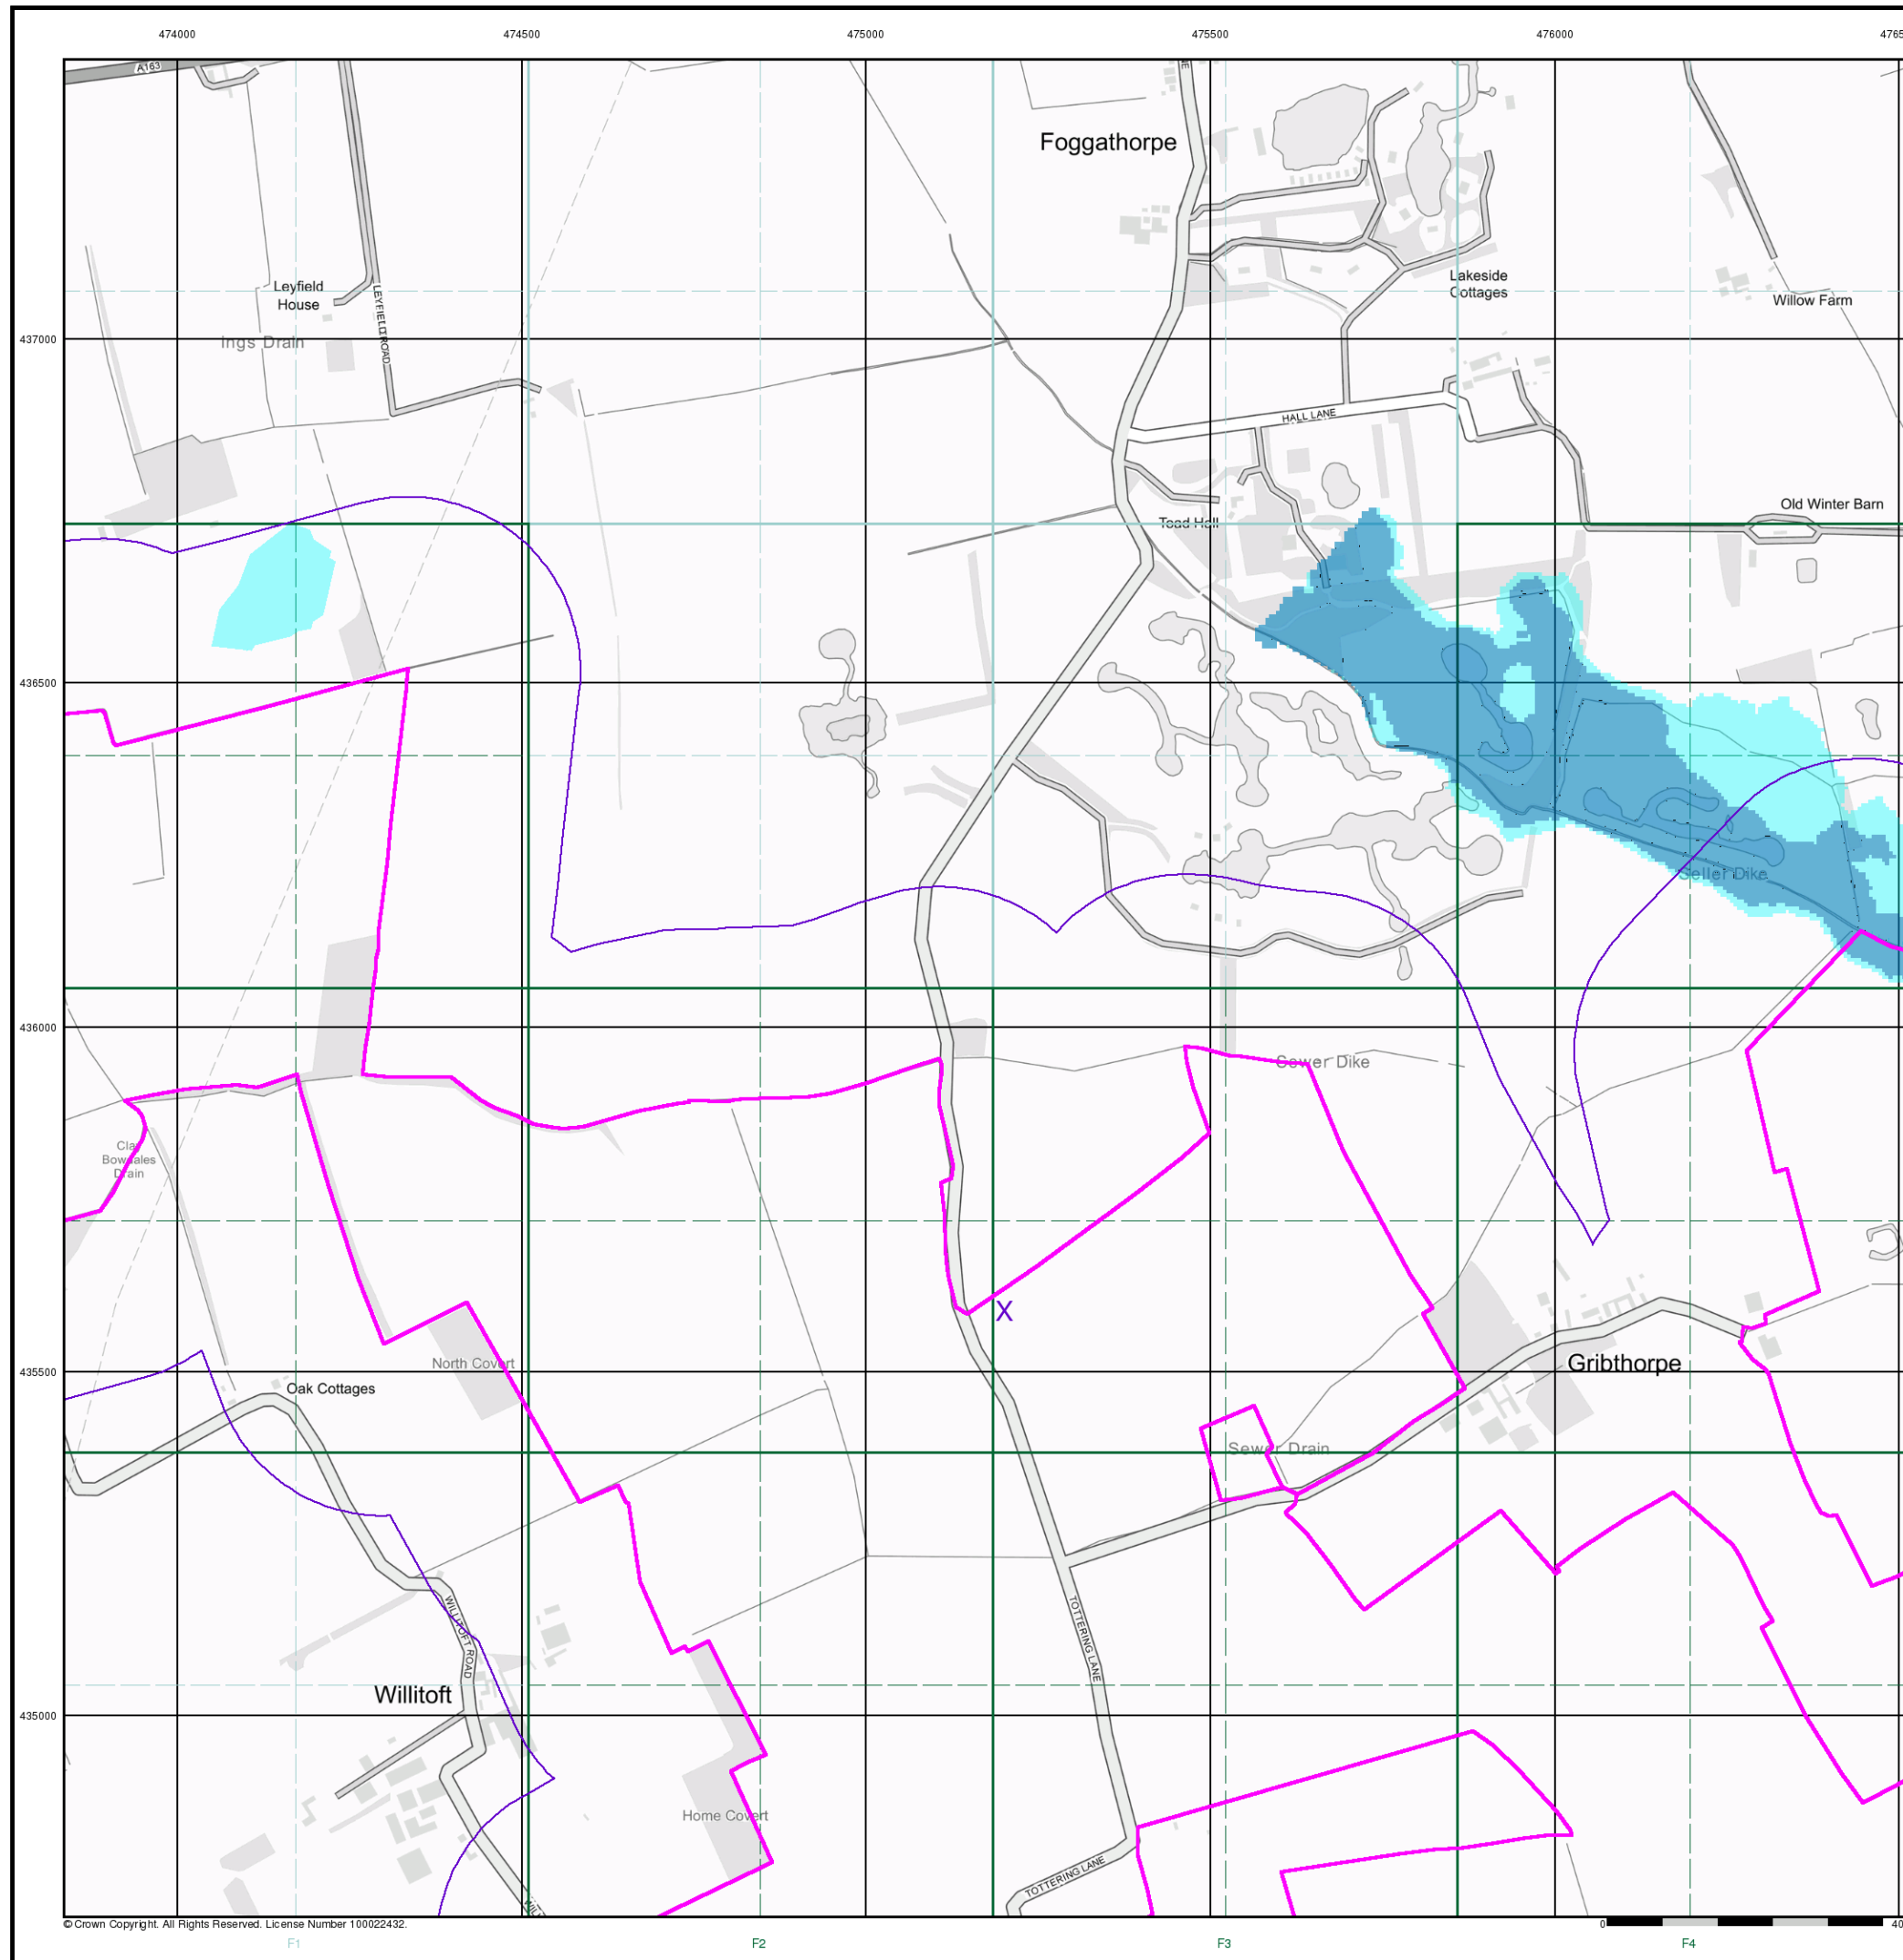 474000
474500
475000
475500
476000
A163
Foggathorpe
Leyfield
House
LEYFIELD ROAD
Lakeside
Cottages
Willow Farm
Ings Drain
437000
HALL LANE
Old Winter Barn
Toad Hall
436500
Seller Dike
436000
Sewer Dike
Clay
Bowsales
Drain
X
North Covert
Gribthorpe
435500
Oak Cottages
Sewer Drain
WILLITOFT ROAD
TOTTERING LANE
Willitoft
435000
Home Covert
TOTTERING LANE
© Crown Copyright. All Rights Reserved. License Number 100022432.
0
F1
F2
F3
F4